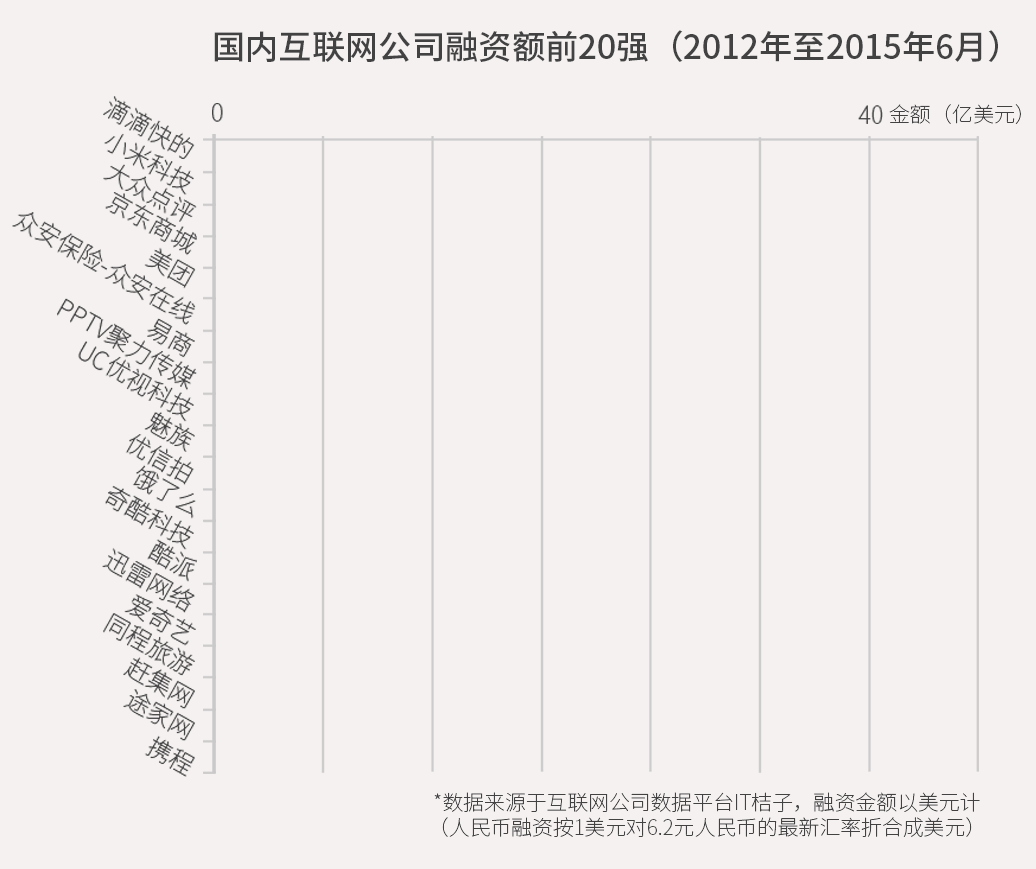 国内互联网公司融资额前20强（2012年至2015年6月）
0
40 金额（亿美元）
滴滴快的
小米科技
大众点评
京东商城
美团
众安保险-众安在线
易商
PPTV聚力传媒
UC优视科技
魅族
优信拍
饿了么
奇酷科技
酷派
迅雷网络
爱奇艺
同程旅游
赶集网
途家网
携程
*数据来源于互联网公司数据平台IT桔子，融资金额以美元计
（人民币融资按1美元对6.2元人民币的最新汇率折合成美元）